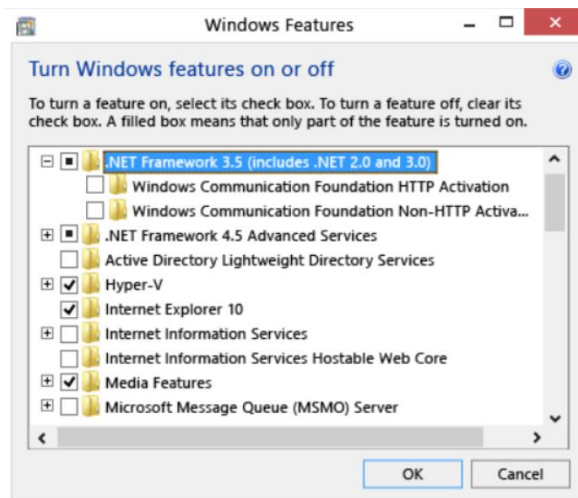 Windows Features
Turn Windows features on or off
To turn a feature on, select its check box. To turn a feature off, clear its
check box. A filled box means that only part of the feature is turned on.
.NET Framework 3.5 (includes .NET 2.0 and 3.0)
Windows Communication Foundation HTTP Activation
Windows Communication Foundation Non-HTTP Activa...
.NET Framework 4.5 Advanced Services
Active Directory Lightweight Directory Services
Hyper-V
Internet Explorer 10
Internet Information Services
Internet Information Services Hostable Web Core
Media Features
Microsoft Message Queue (MSMO) Server
OK
Cancel